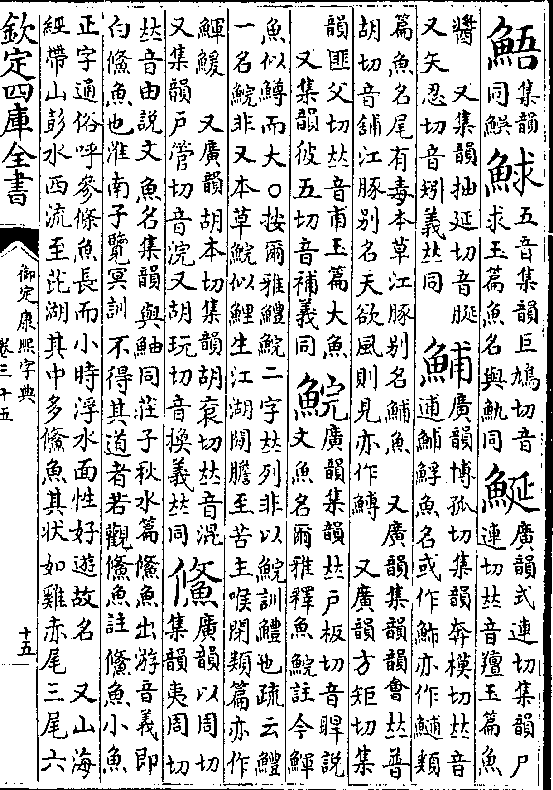 鯃集韻同䱐鯄五音集韻巨鳩切音求玉篇魚名與鼽同鯅廣韻式連切集韻尸連切𠀤音羶玉篇魚
醬 又集韻抽延切音脠又矢忍切音矧義𠀤同鯆廣韻博孤切集韻奔模切𠀤音逋鯆䱐魚名或作䰽亦作鰱類
篇魚名尾有毒本草江豚别名鯆魚 又廣韻集韻韻會𠀤普
胡切音鋪江豚别名天欲風則見亦作鱄 又廣韻方矩切集
韻匪父切𠀤音甫玉篇大魚 又集韻彼五切音補義同鯇廣韻集韻𠀤户板切音睅說文魚名爾雅釋魚鯇註今鯶
魚似鱒而大○按爾雅鱧鯇二字𠀤列非以鯇訓鱧也疏云鱧
一名鯇非又本草鯇似鯉生江湖閒膽至苦主喉閉類篇亦作
鯶鰀 又廣韻胡本切集韻胡衮切𠀤音混又集韻户管切音浣又胡玩切音換義𠀤同鯈廣韻以周切集韻夷周切
𠀤音由說文魚名集韻與鮋同莊子秋水篇鯈魚出游音義即
白鯈魚也淮南子覽冥訓不得其道者若觀鯈魚註鯈魚小魚
正字通俗呼參條魚長而小時浮水面性好遊故名 又山海
經帶山彭水西流至芘湖其中多鯈魚其狀如雞赤尾三尾六
欽定四庫全書
御定康熙字典
卷三十五
十五